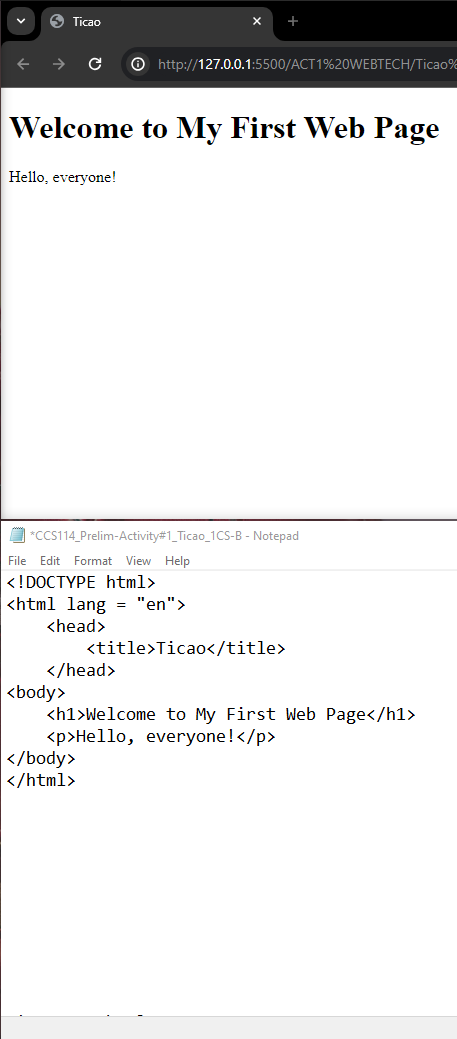 Ticao
http://127.0.0.1:5500/ACT1%20WEBTECH/Ticao%
Welcome to My First Web Page
Hello, everyone!
*CCS114_Prelim-Activity#1_Ticao_1CS-B - Notepad
File Edit Format View Help
<!DOCTYPE html>
<html lang = "en">
    <head>
        <title>Ticao</title>
    </head>
<body>
    <h1>Welcome to My First Web Page</h1>
    <p>Hello, everyone!</p>
</body>
</html>